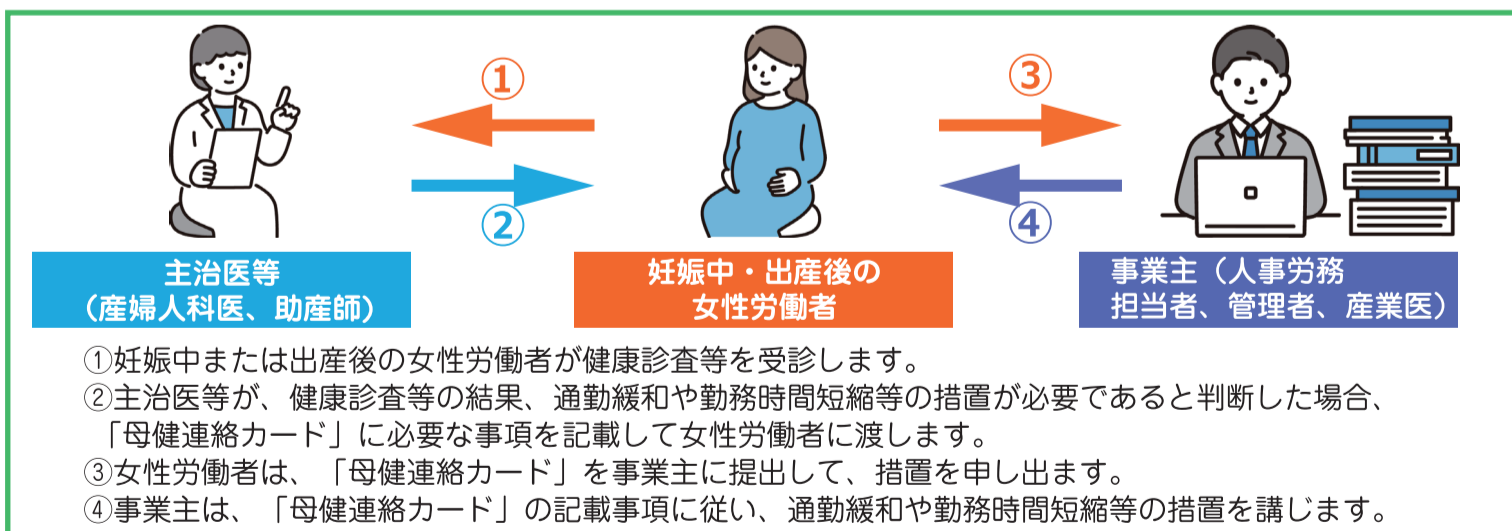 ①
③
②
④
主治医等
（産婦人科医、助産師）
妊娠中・出産後の
女性労働者
事業主（人事労務
担当者、管理者、産業医）
①妊娠中または出産後の女性労働者が健康診査等を受診します。
②主治医等が、健康診査等の結果、通勤緩和や勤務時間短縮等の措置が必要であると判断した場合、
「母健連絡カード」に必要な事項を記載して女性労働者に渡します。
③女性労働者は、「母健連絡カード」を事業主に提出して、措置を申し出ます。
④事業主は、「母健連絡カード」の記載事項に従い、通勤緩和や勤務時間短縮等の措置を講じます。